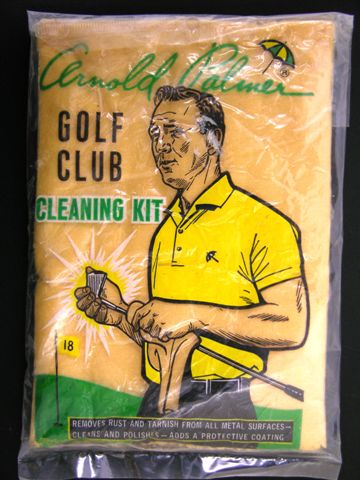 Arnold Palmer
®
GOLF
CLUB
CLEANING KIT
18
REMOVES RUST AND TARNISH FROM ALL METAL SURFACES—
CLEANS AND POLISHES — ADDS A PROTECTIVE COATING